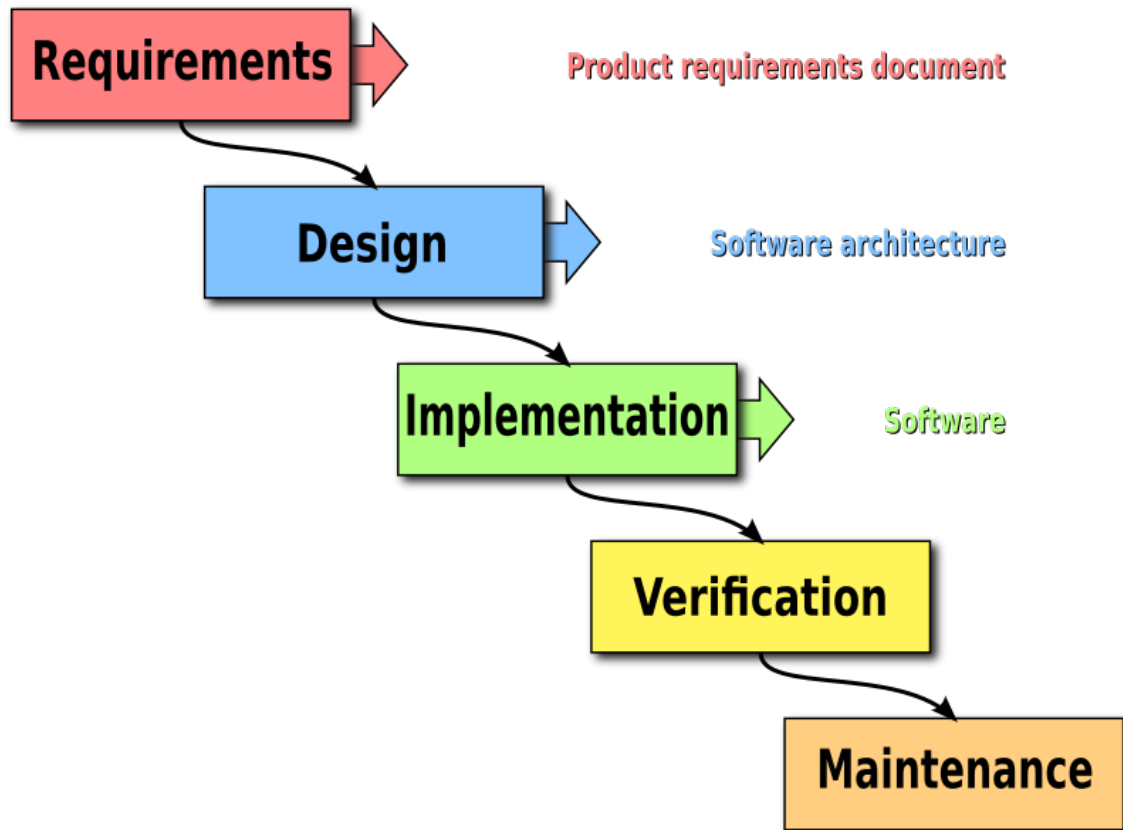 Requirements
Product requirements document
Design
Software architecture
Implementation
Software
Verification
Maintenance